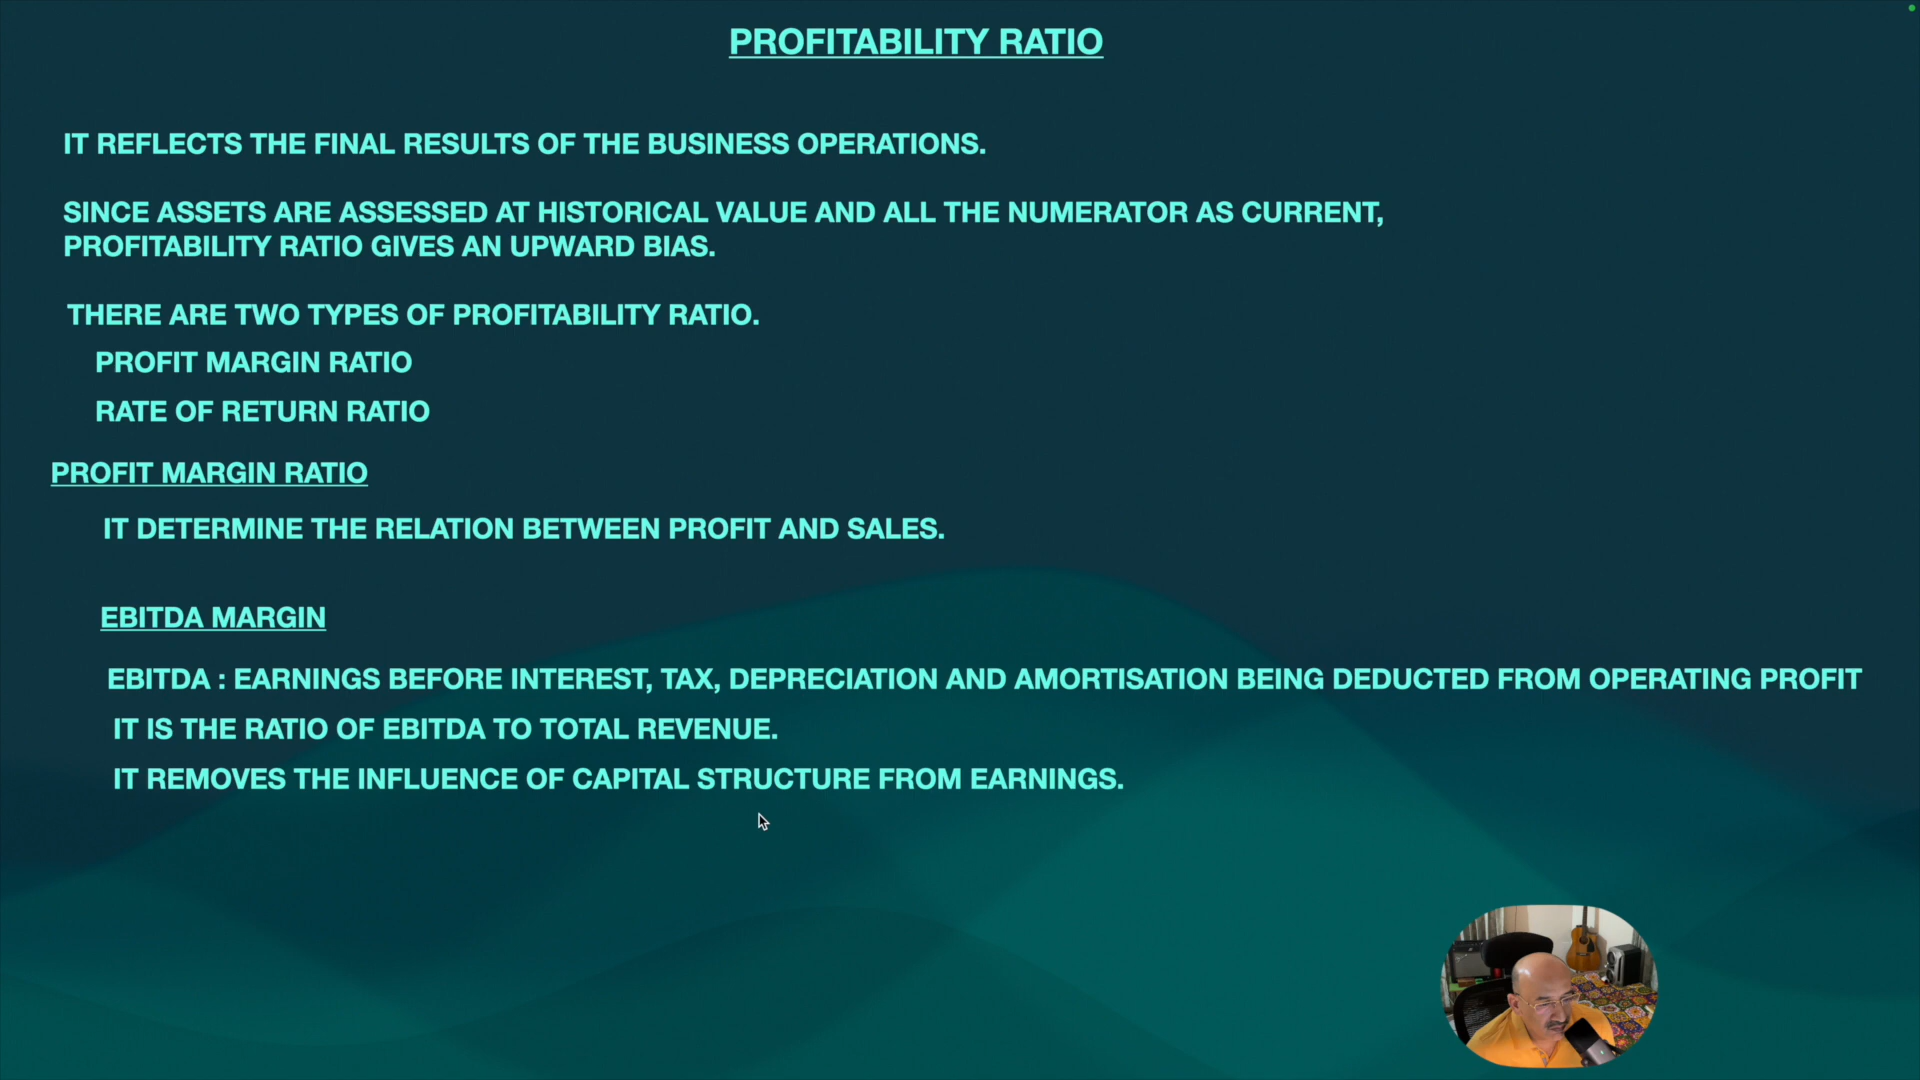 PROFITABILITY RATIO
IT REFLECTS THE FINAL RESULTS OF THE BUSINESS OPERATIONS.
SINCE ASSETS ARE ASSESSED AT HISTORICAL VALUE AND ALL THE NUMERATOR AS CURRENT,
PROFITABILITY RATIO GIVES AN UPWARD BIAS.
THERE ARE TWO TYPES OF PROFITABILITY RATIO.
PROFIT MARGIN RATIO
RATE OF RETURN RATIO
PROFIT MARGIN RATIO
IT DETERMINE THE RELATION BETWEEN PROFIT AND SALES.
EBITDA MARGIN
EBITDA : EARNINGS BEFORE INTEREST, TAX, DEPRECIATION AND AMORTISATION BEING DEDUCTED FROM OPERATING PROFIT
IT IS THE RATIO OF EBITDA TO TOTAL REVENUE.
IT REMOVES THE INFLUENCE OF CAPITAL STRUCTURE FROM EARNINGS.